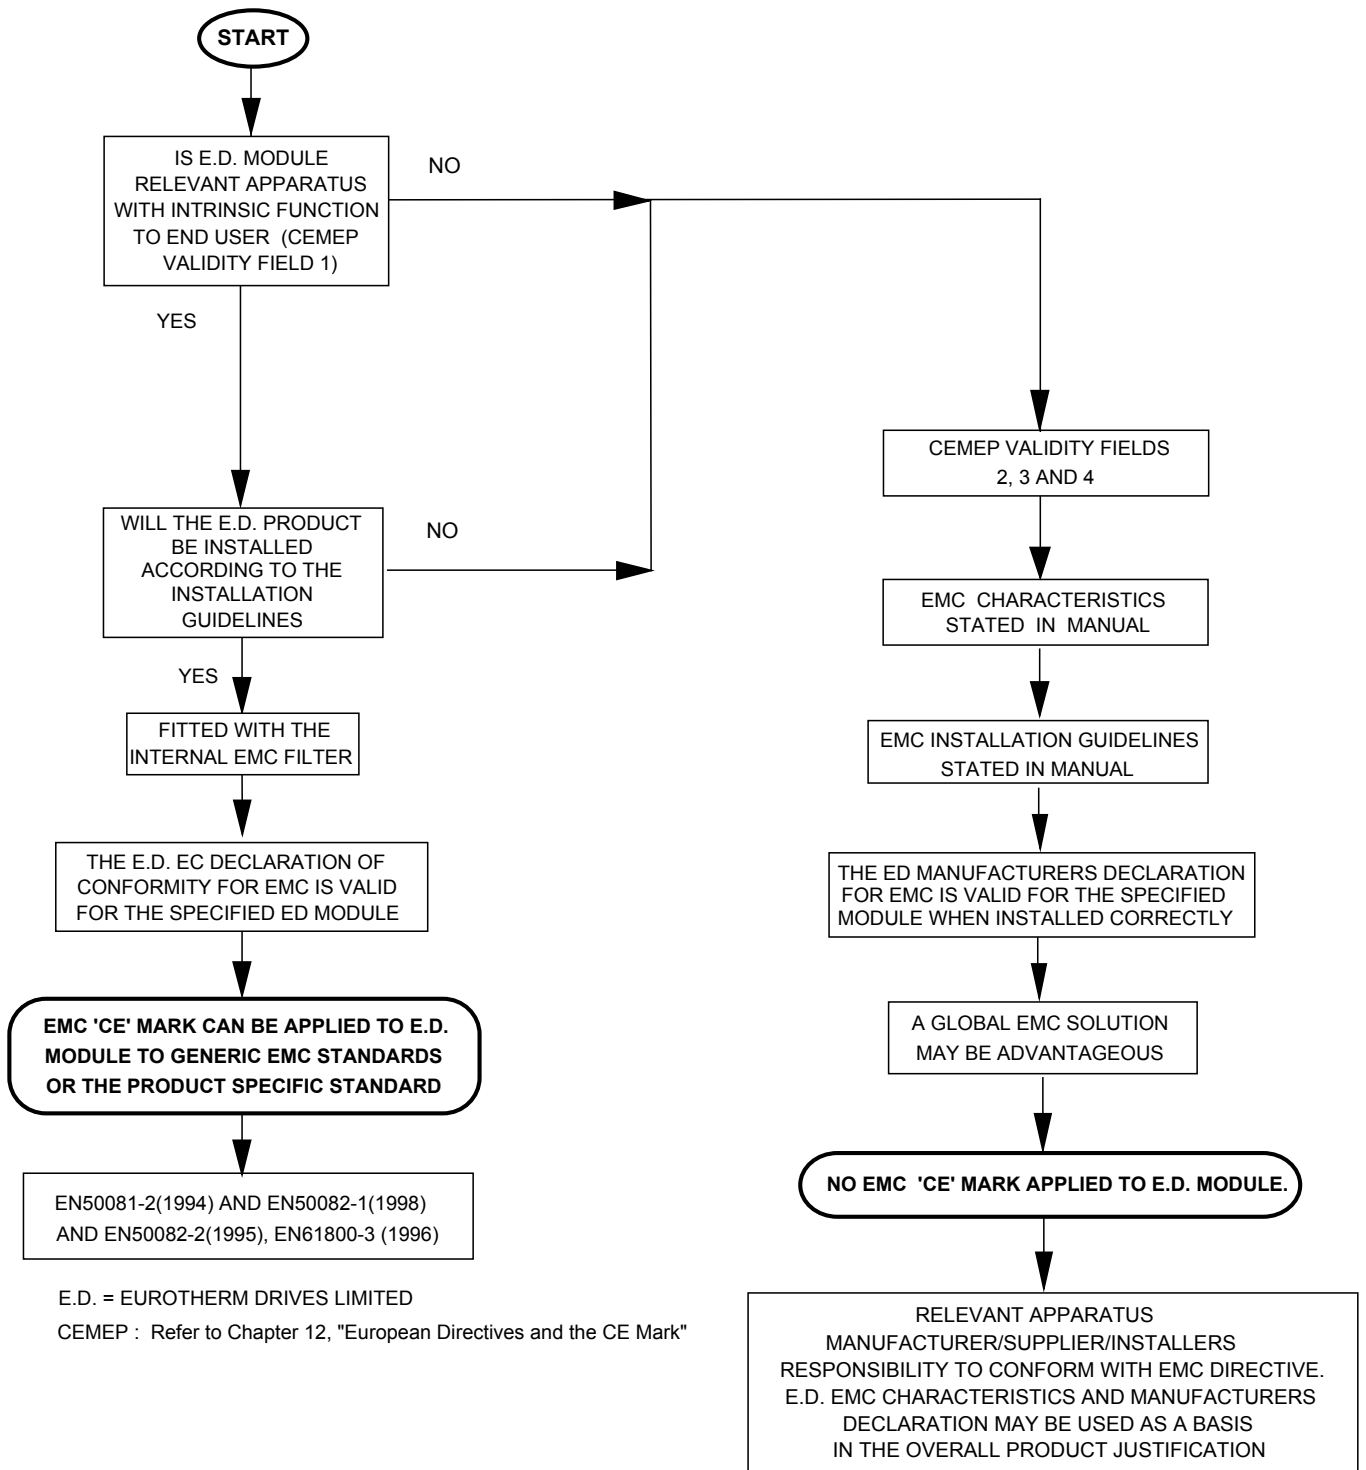 START
IS E.D. MODULE
RELEVANT APPARATUS
WITH INTRINSIC FUNCTION
TO END USER (CEMEP
VALIDITY FIELD 1)
NO
YES
WILL THE E.D. PRODUCT
BE INSTALLED
ACCORDING TO THE
INSTALLATION
GUIDELINES
NO
YES
FITTED WITH THE
INTERNAL EMC FILTER
THE E.D. EC DECLARATION OF
CONFORMITY FOR EMC IS VALID
FOR THE SPECIFIED ED MODULE
EMC 'CE' MARK CAN BE APPLIED TO E.D.
MODULE TO GENERIC EMC STANDARDS
OR THE PRODUCT SPECIFIC STANDARD
EN50081-2(1994) AND EN50082-1(1998)
AND EN50082-2(1995), EN61800-3 (1996)
E.D. = EUROTHERM DRIVES LIMITED
CEMEP : Refer to Chapter 12, "European Directives and the CE Mark"
CEMEP VALIDITY FIELDS
2, 3 AND 4
EMC CHARACTERISTICS
STATED IN MANUAL
EMC INSTALLATION GUIDELINES
STATED IN MANUAL
THE ED MANUFACTURERS DECLARATION
FOR EMC IS VALID FOR THE SPECIFIED
MODULE WHEN INSTALLED CORRECTLY
A GLOBAL EMC SOLUTION
MAY BE ADVANTAGEOUS
NO EMC 'CE' MARK APPLIED TO E.D. MODULE.
RELEVANT APPARATUS
MANUFACTURER/SUPPLIER/INSTALLERS
RESPONSIBILITY TO CONFORM WITH EMC DIRECTIVE.
E.D. EMC CHARACTERISTICS AND MANUFACTURERS
DECLARATION MAY BE USED AS A BASIS
IN THE OVERALL PRODUCT JUSTIFICATION